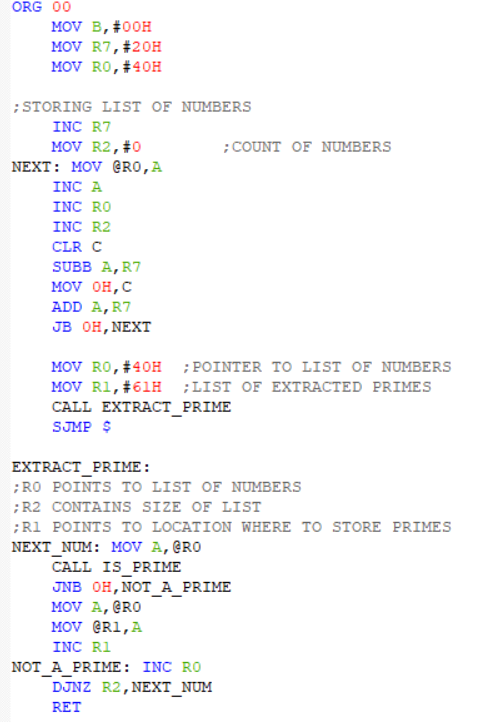 ORG 00
MOV B,#00H
MOV R7,#20H
MOV R0,#40H
;STORING LIST OF NUMBERS
INC R7
MOV R2,#0 ;COUNT OF NUMBERS
NEXT: MOV @R0,A
INC A
INC R0
INC R2
CLR C
SUBB A,R7
MOV 0H,C
ADD A,R7
JB 0H,NEXT
MOV R0,#40H ;POINTER TO LIST OF NUMBERS
MOV R1,#61H ;LIST OF EXTRACTED PRIMES
CALL EXTRACT_PRIME
SJMP $
EXTRACT_PRIME:
;R0 POINTS TO LIST OF NUMBERS
;R2 CONTAINS SIZE OF LIST
;R1 POINTS TO LOCATION WHERE TO STORE PRIMES
NEXT_NUM: MOV A,@R0
CALL IS_PRIME
JNB 0H,NOT_A_PRIME
MOV A,@R0
MOV @R1,A
INC R1
NOT_A_PRIME: INC R0
DJNZ R2,NEXT_NUM
RET